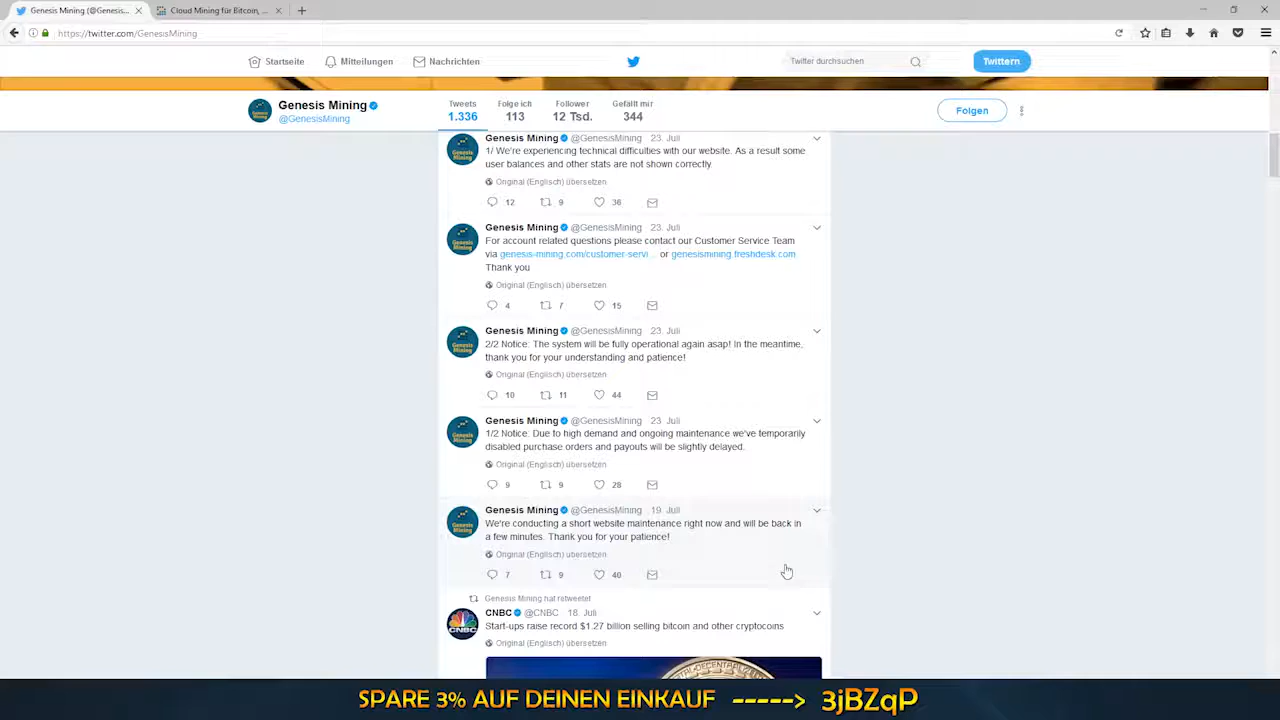 Genesis Mining (@Genesis...
Cloud Mining für Bitcoin, ...
https://twitter.com/GenesisMining
Startseite
Mitteilungen
Nachrichten
Twitter durchsuchen
Twittern
Genesis Mining
@GenesisMining
Tweets
1.336
Folge ich
113
Follower
12 Tsd.
Gefällt mir
344
Folgen
Genesis Mining @GenesisMining 23. Juli
1/ We're experiencing technical difficulties with our website. As a result some
user balances and other stats are not shown correctly.
Original (Englisch) übersetzen
12 9 36
Genesis Mining @GenesisMining 23. Juli
For account related questions please contact our Customer Service Team
via genesis-mining.com/customer-servi... or genesismining.freshdesk.com
Thank you
Original (Englisch) übersetzen
4 7 15
Genesis Mining @GenesisMining 23. Juli
2/2 Notice: The system will be fully operational again asap! In the meantime,
thank you for your understanding and patience!
Original (Englisch) übersetzen
10 11 44
Genesis Mining @GenesisMining 23. Juli
1/2 Notice: Due to high demand and ongoing maintenance we've temporarily
disabled purchase orders and payouts will be slightly delayed.
Original (Englisch) übersetzen
9 9 28
Genesis Mining @GenesisMining 19. Juli
We're conducting a short website maintenance right now and will be back in
a few minutes. Thank you for your patience!
Original (Englisch) übersetzen
7 9 40
Genesis Mining hat retweetet
CNBC @CNBC 18. Juli
Start-ups raise record $1.27 billion selling bitcoin and other cryptocoins
Original (Englisch) übersetzen
SPARE 3% AUF DEINEN EINKAUF -----> 3jBZqP